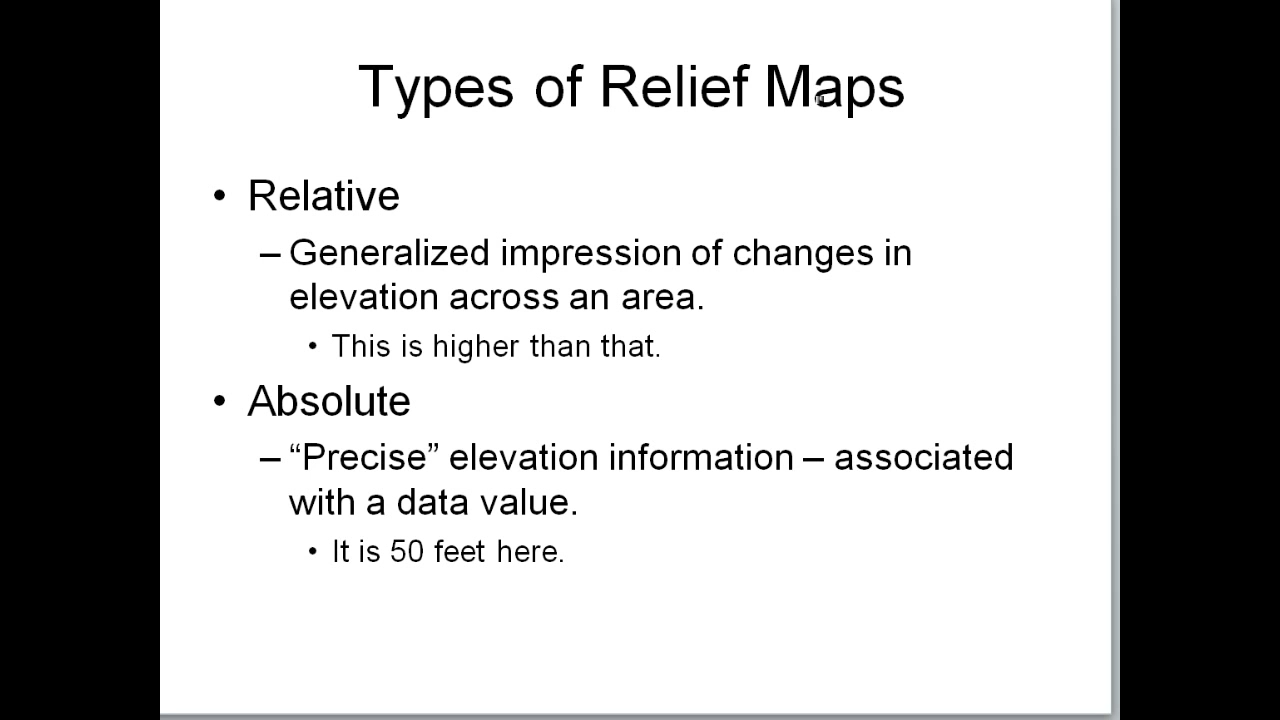 Types of Relief Maps
• Relative
– Generalized impression of changes in
elevation across an area.
• This is higher than that.
• Absolute
– “Precise” elevation information – associated
with a data value.
• It is 50 feet here.